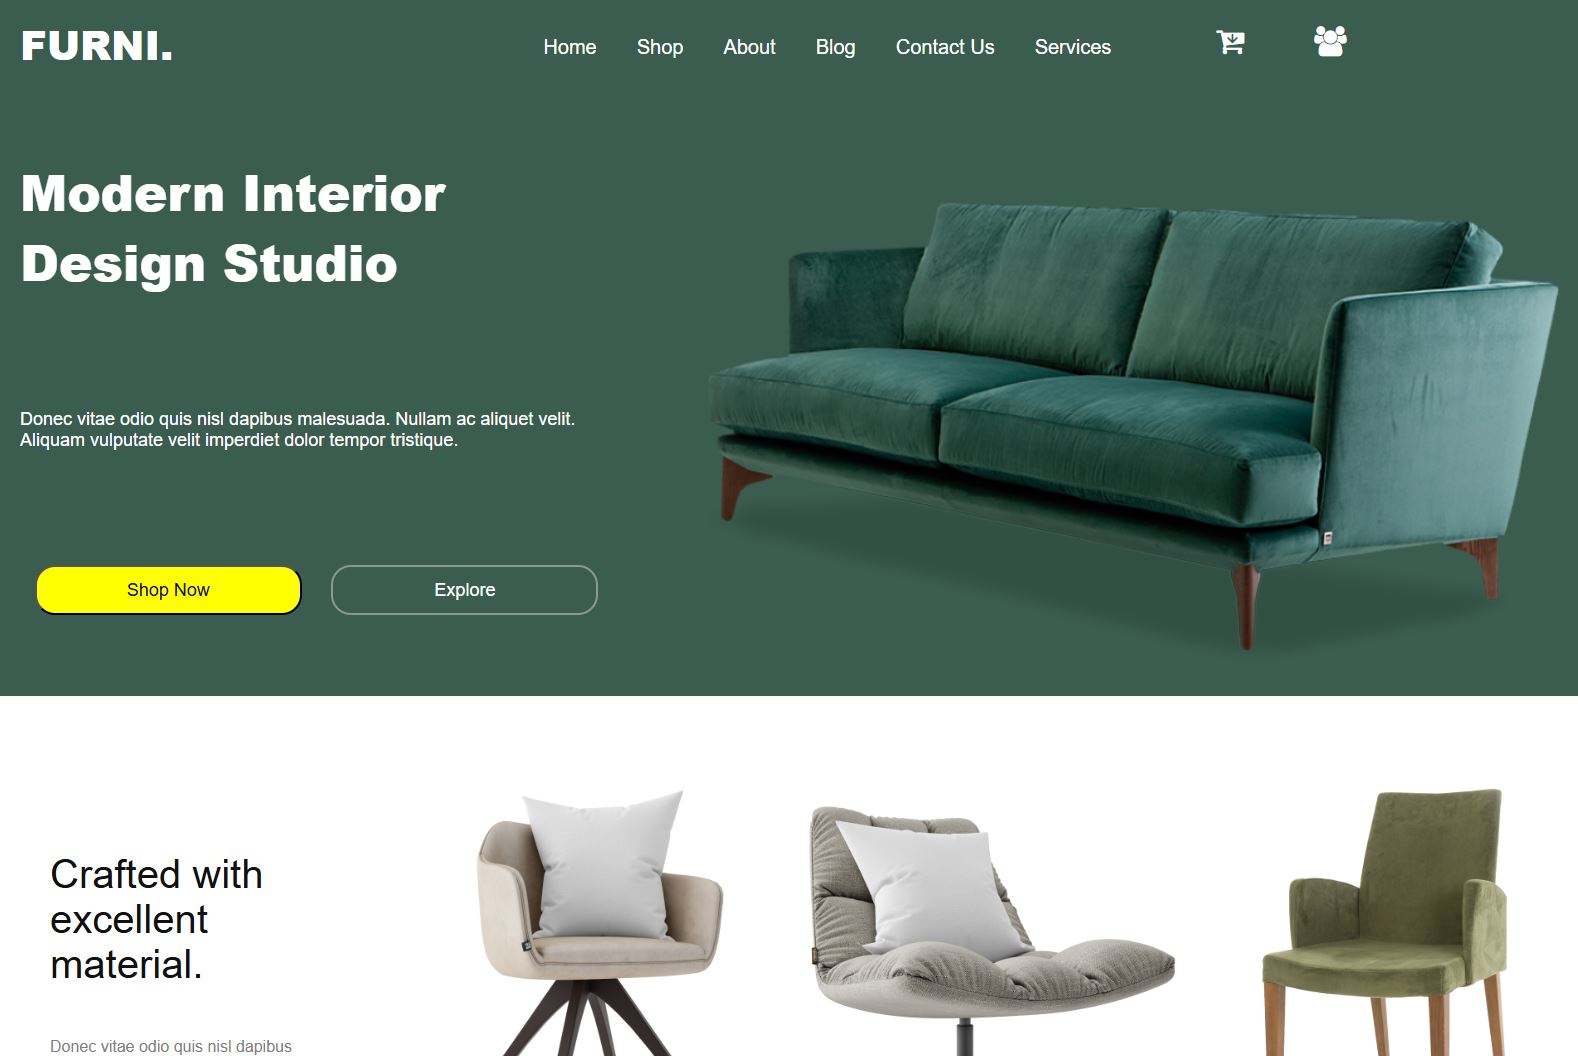 FURNI.
Home Shop About Blog Contact Us Services
Modern Interior
Design Studio
Donec vitae odio quis nisl dapibus malesuada. Nullam ac aliquet velit.
Aliquam vulputate velit imperdiet dolor tempor tristique.
Shop Now Explore
Crafted with
excellent
material.
Donec vitae odio quis nisl dapibus